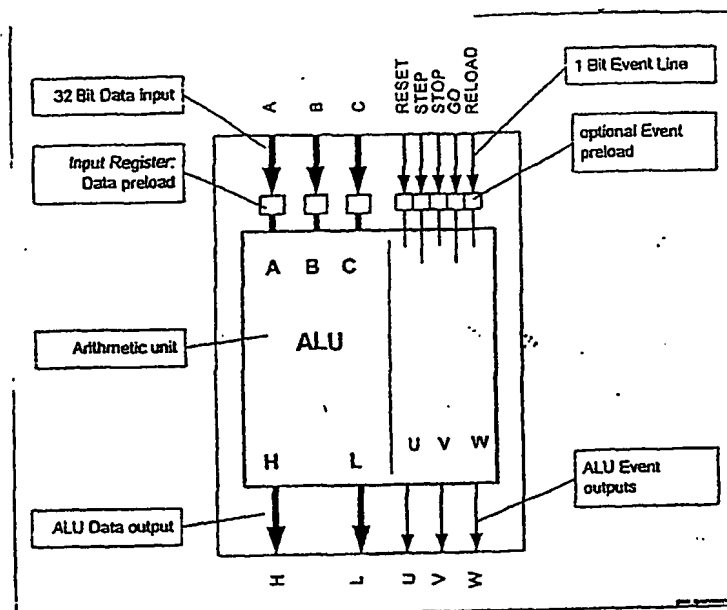 32 Bit Data input
A
B
C
RESET
STEP
STOP
GO
RELOAD
1 Bit Event Line
Input Register:
Data preload
optional Event
preload
A B C
Arithmetic unit
ALU
U V W
H L
ALU Data output
ALU Event
outputs
H
L
U
V
W